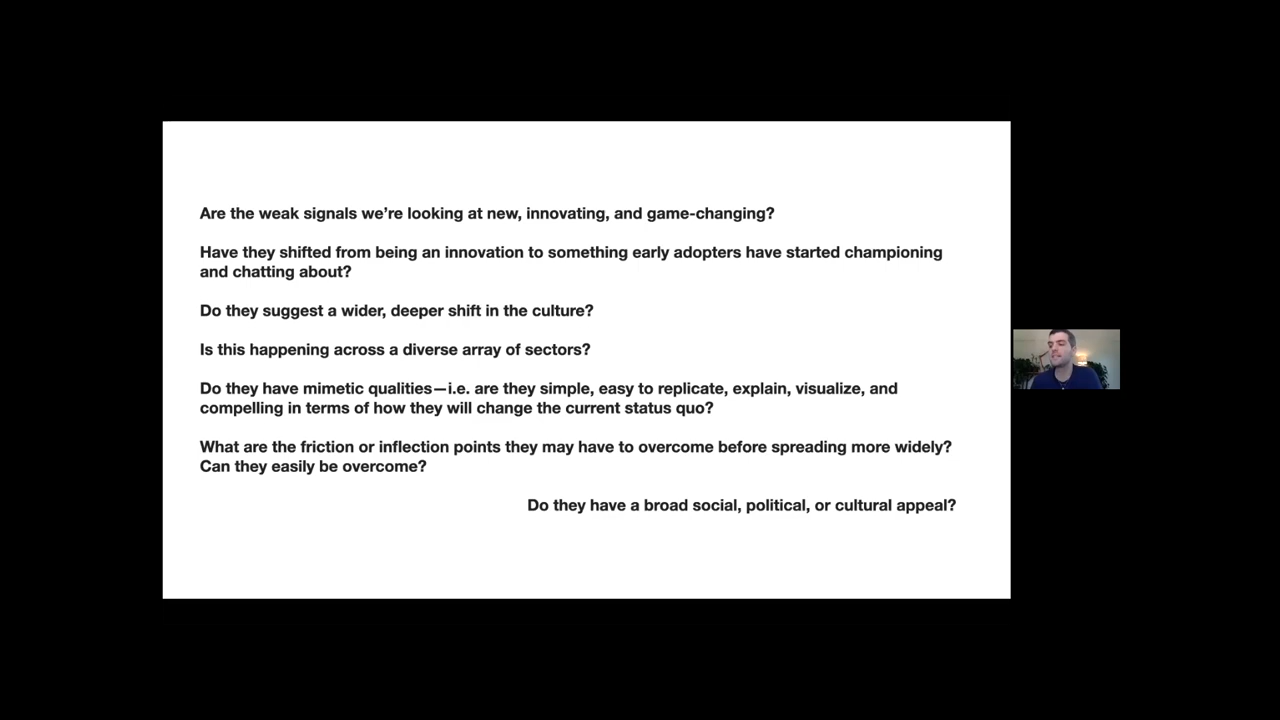 Are the weak signals we're looking at new, innovating, and game-changing?
Have they shifted from being an innovation to something early adopters have started championing
and chatting about?
Do they suggest a wider, deeper shift in the culture?
Is this happening across a diverse array of sectors?
Do they have mimetic qualities—i.e. are they simple, easy to replicate, explain, visualize, and
compelling in terms of how they will change the current status quo?
What are the friction or inflection points they may have to overcome before spreading more widely?
Can they easily be overcome?
Do they have a broad social, political, or cultural appeal?